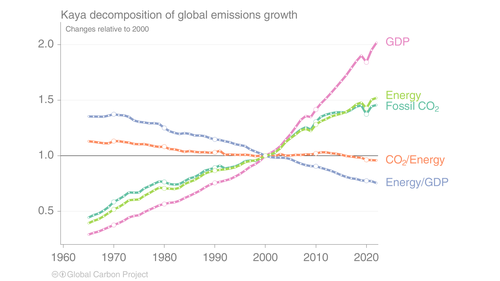 Kaya decomposition of global emissions growth
Changes relative to 2000
2.0
1.5
1.0
0.5
GDP
Energy
Fossil CO₂
CO₂/Energy
Energy/GDP
1960 1970 1980 1990 2000 2010 2020
Global Carbon Project